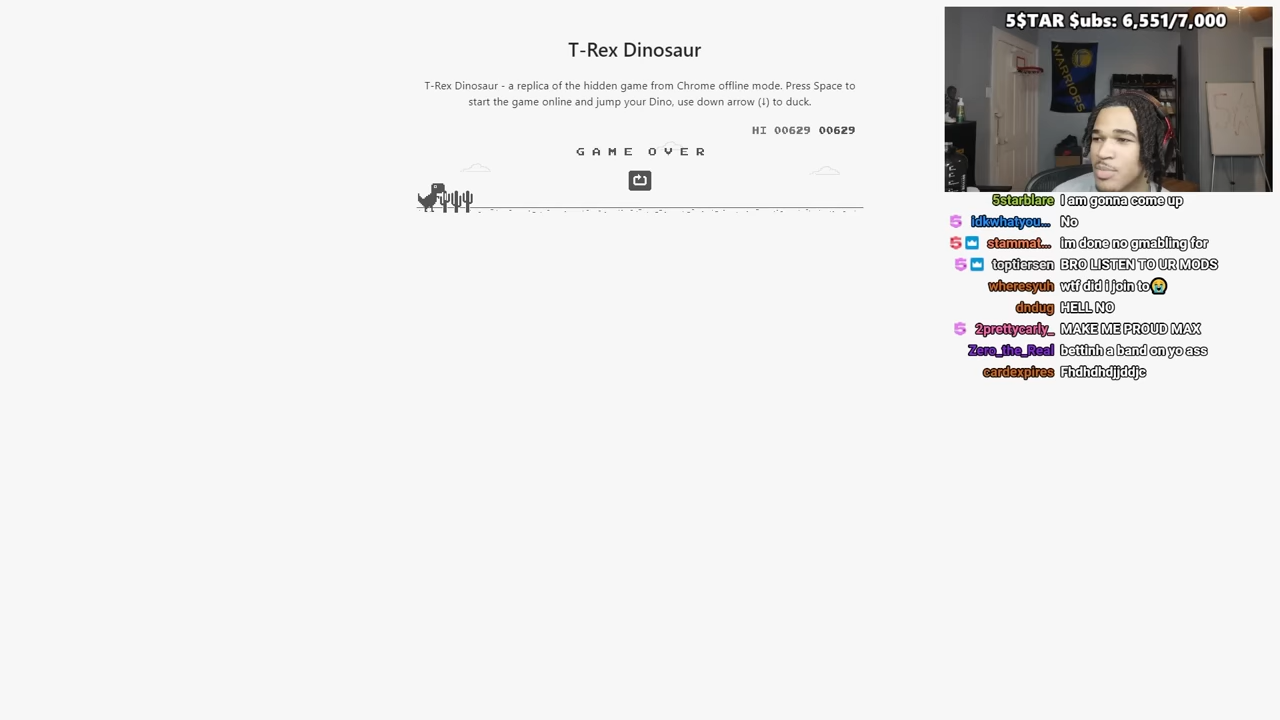 T-Rex Dinosaur
T-Rex Dinosaur - a replica of the hidden game from Chrome offline mode. Press Space to
start the game online and jump your Dino, use down arrow (↓) to duck.
HI 00629 00629
GAME OVER
5$TAR $ubs: 6,551/7,000
WARRIORS
5starblare I am gonna come up
idkwhatyou... No
stammat... Im done no gmabling for
toptiersen BRO LISTEN TO UR MODS
wheresyuh wtf did i join to😭
dndug HELL NO
2prettycarly_ MAKE ME PROUD MAX
Zero_the_Real bettinh a band on yo ass
cardexpires Fhdhdhdjjddjc